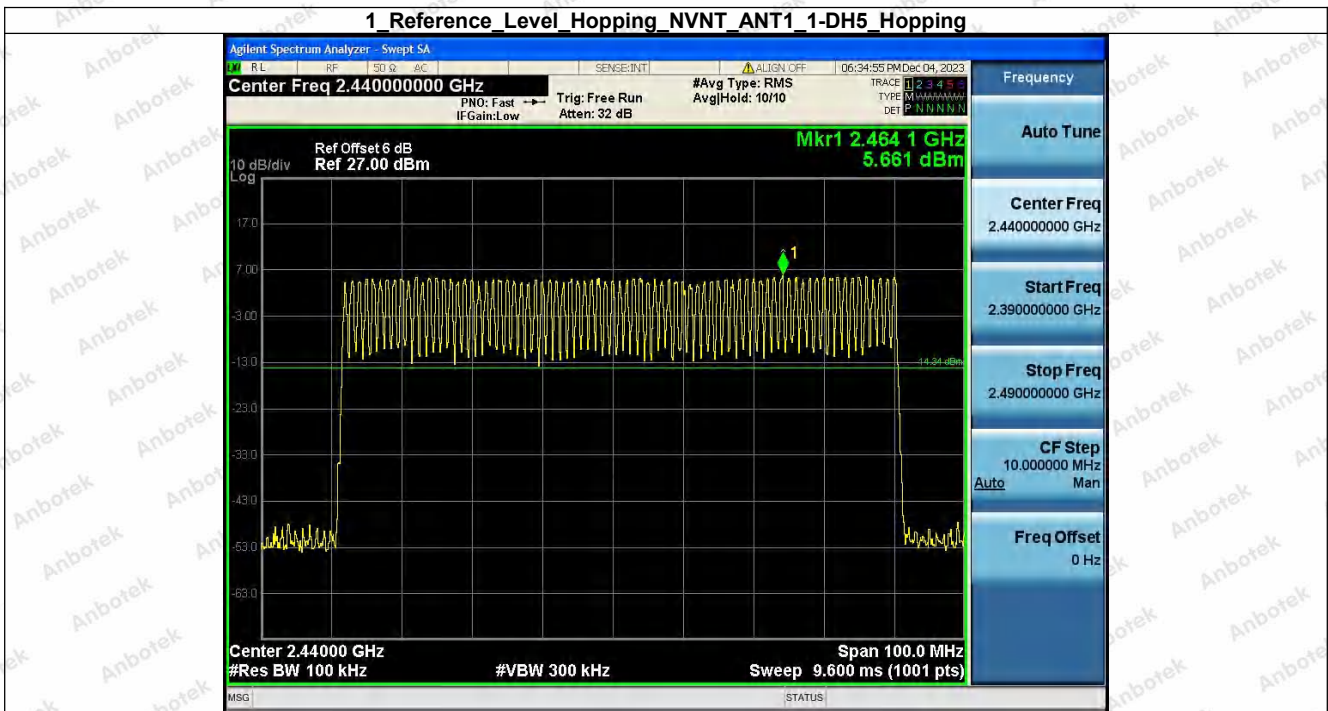 1_Reference_Level_Hopping_NVNT_ANT1_1-DH5_Hopping
Agilent Spectrum Analyzer - Swept SA
RL RF 50 Ω AC SENSE:INT ALIGN OFF 06:34:55 PM Dec 04, 2023
Center Freq 2.440000000 GHz
PNO: Fast
IFGain:Low
Trig: Free Run
Atten: 32 dB
#Avg Type: RMS
Avg|Hold: 10/10
TRACE 1 2 3 4 5 6
TYPE M
DET P N N N N N
Mkr1 2.464 1 GHz
5.661 dBm
Ref Offset 6 dB
Ref 27.00 dBm
10 dB/div
Log
17.0
7.00
-3.00
-13.0
-23.0
-33.0
-43.0
-53.0
-63.0
1
-14.34 dBm
Center 2.44000 GHz
Span 100.0 MHz
#Res BW 100 kHz
#VBW 300 kHz
Sweep 9.600 ms (1001 pts)
MSG
STATUS
Frequency
Auto Tune
Center Freq
2.440000000 GHz
Start Freq
2.390000000 GHz
Stop Freq
2.490000000 GHz
CF Step
10.000000 MHz
Auto Man
Freq Offset
0 Hz
Anbotek